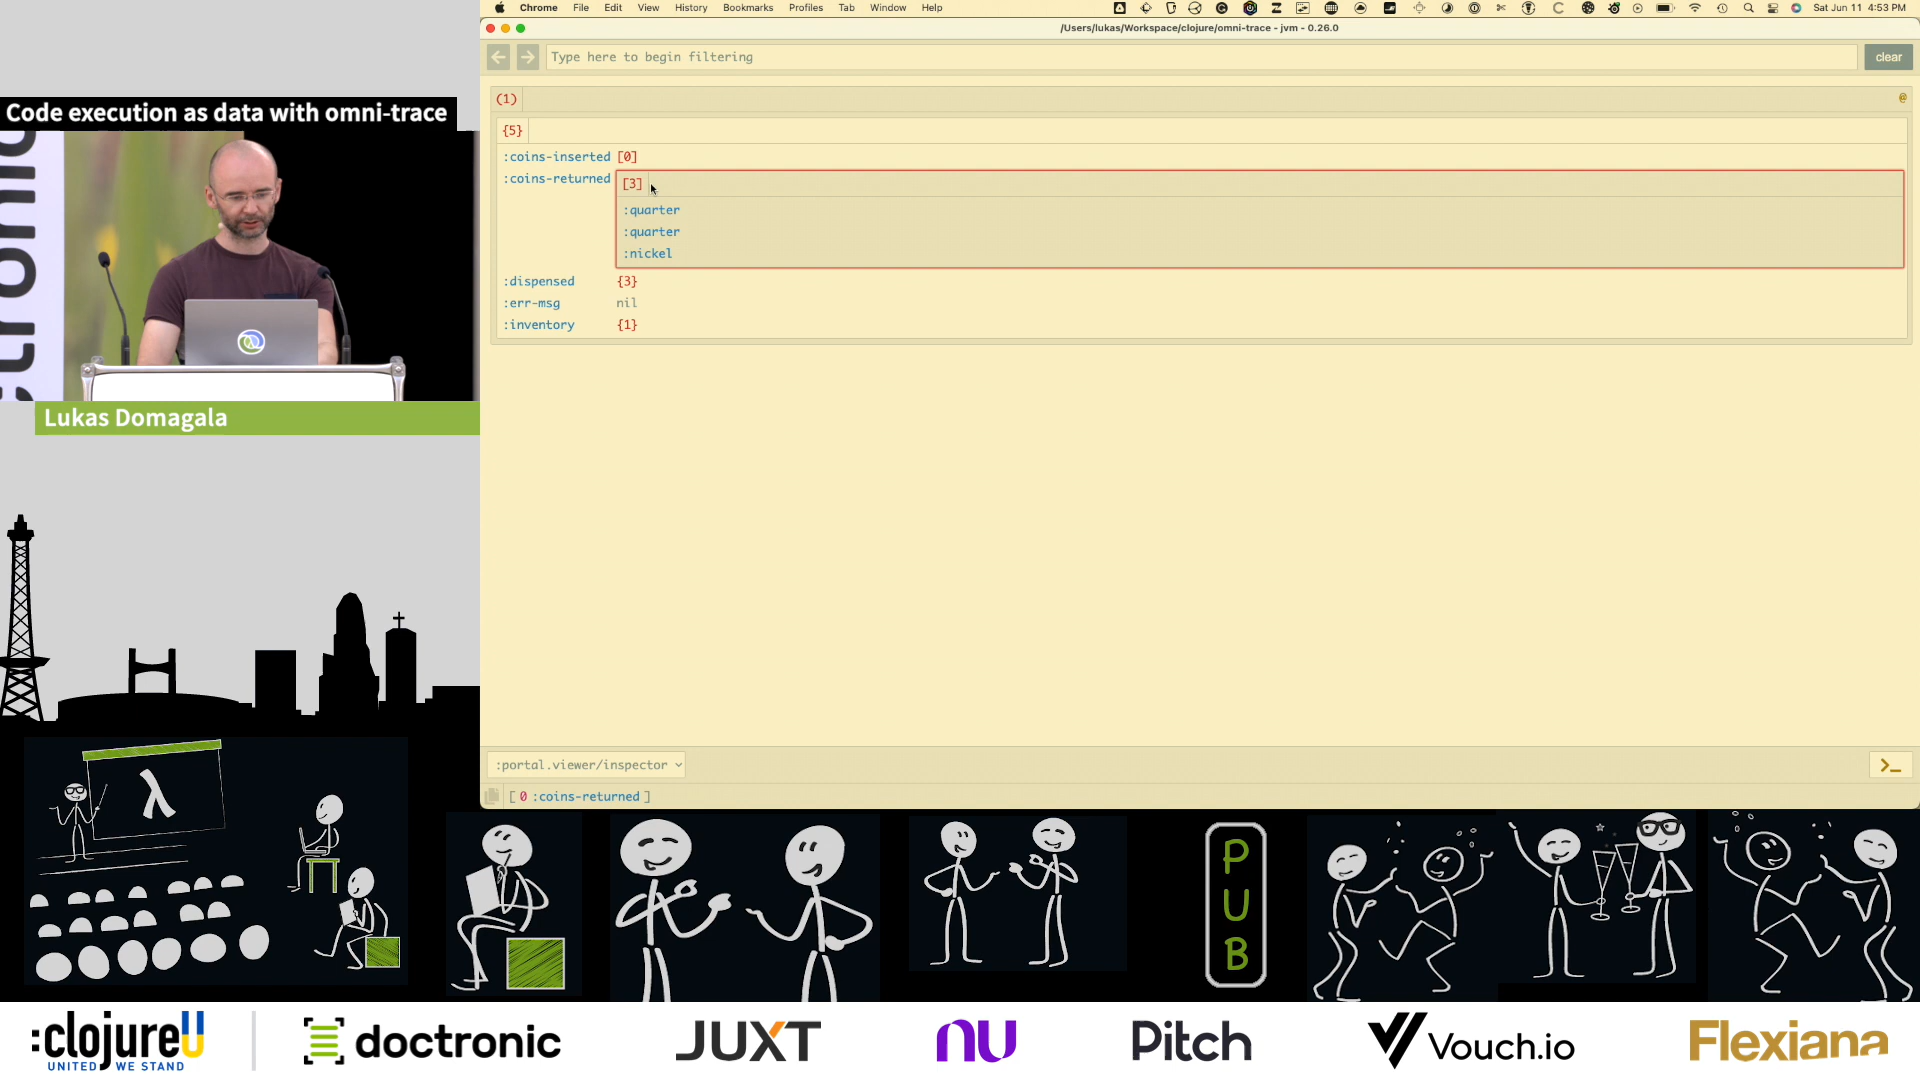 Chrome File Edit View History Bookmarks Profiles Tab Window Help
Sat Jun 11 4:53 PM
/Users/lukas/Workspace/clojure/omni-trace - jvm - 0.26.0
Type here to begin filtering
clear
(1)
@
{5}
:coins-inserted [0]
:coins-returned [3]
:quarter
:quarter
:nickel
:dispensed {3}
:err-msg nil
:inventory {1}
:portal.viewer/inspector
>_
[ 0 :coins-returned ]
Code execution as data with omni-trace
Lukas Domagala
λ
PUB
:clojureU
UNITED WE STAND
doctronic
JUXT
nu
Pitch
Vouch.io
Flexiana